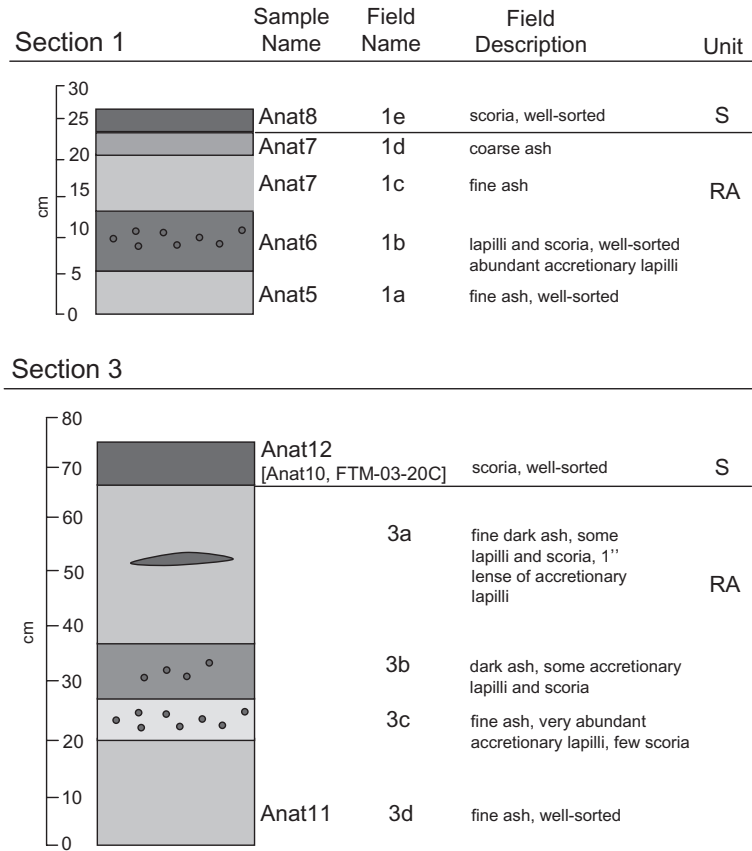 Section 1
Sample Name
Field Name
Field Description
Unit
30
25
20
15
10
5
0
cm
Anat8 1e scoria, well-sorted S
Anat7 1d coarse ash
Anat7 1c fine ash RA
Anat6 1b lapilli and scoria, well-sorted
abundant accretionary lapilli
Anat5 1a fine ash, well-sorted
Section 3
80
70
60
50
40
30
20
10
0
cm
Anat12
[Anat10, FTM-03-20C] scoria, well-sorted S
3a fine dark ash, some
lapilli and scoria, 1’’
lense of accretionary
lapilli
RA
3b dark ash, some accretionary
lapilli and scoria
3c fine ash, very abundant
accretionary lapilli, few scoria
Anat11 3d fine ash, well-sorted